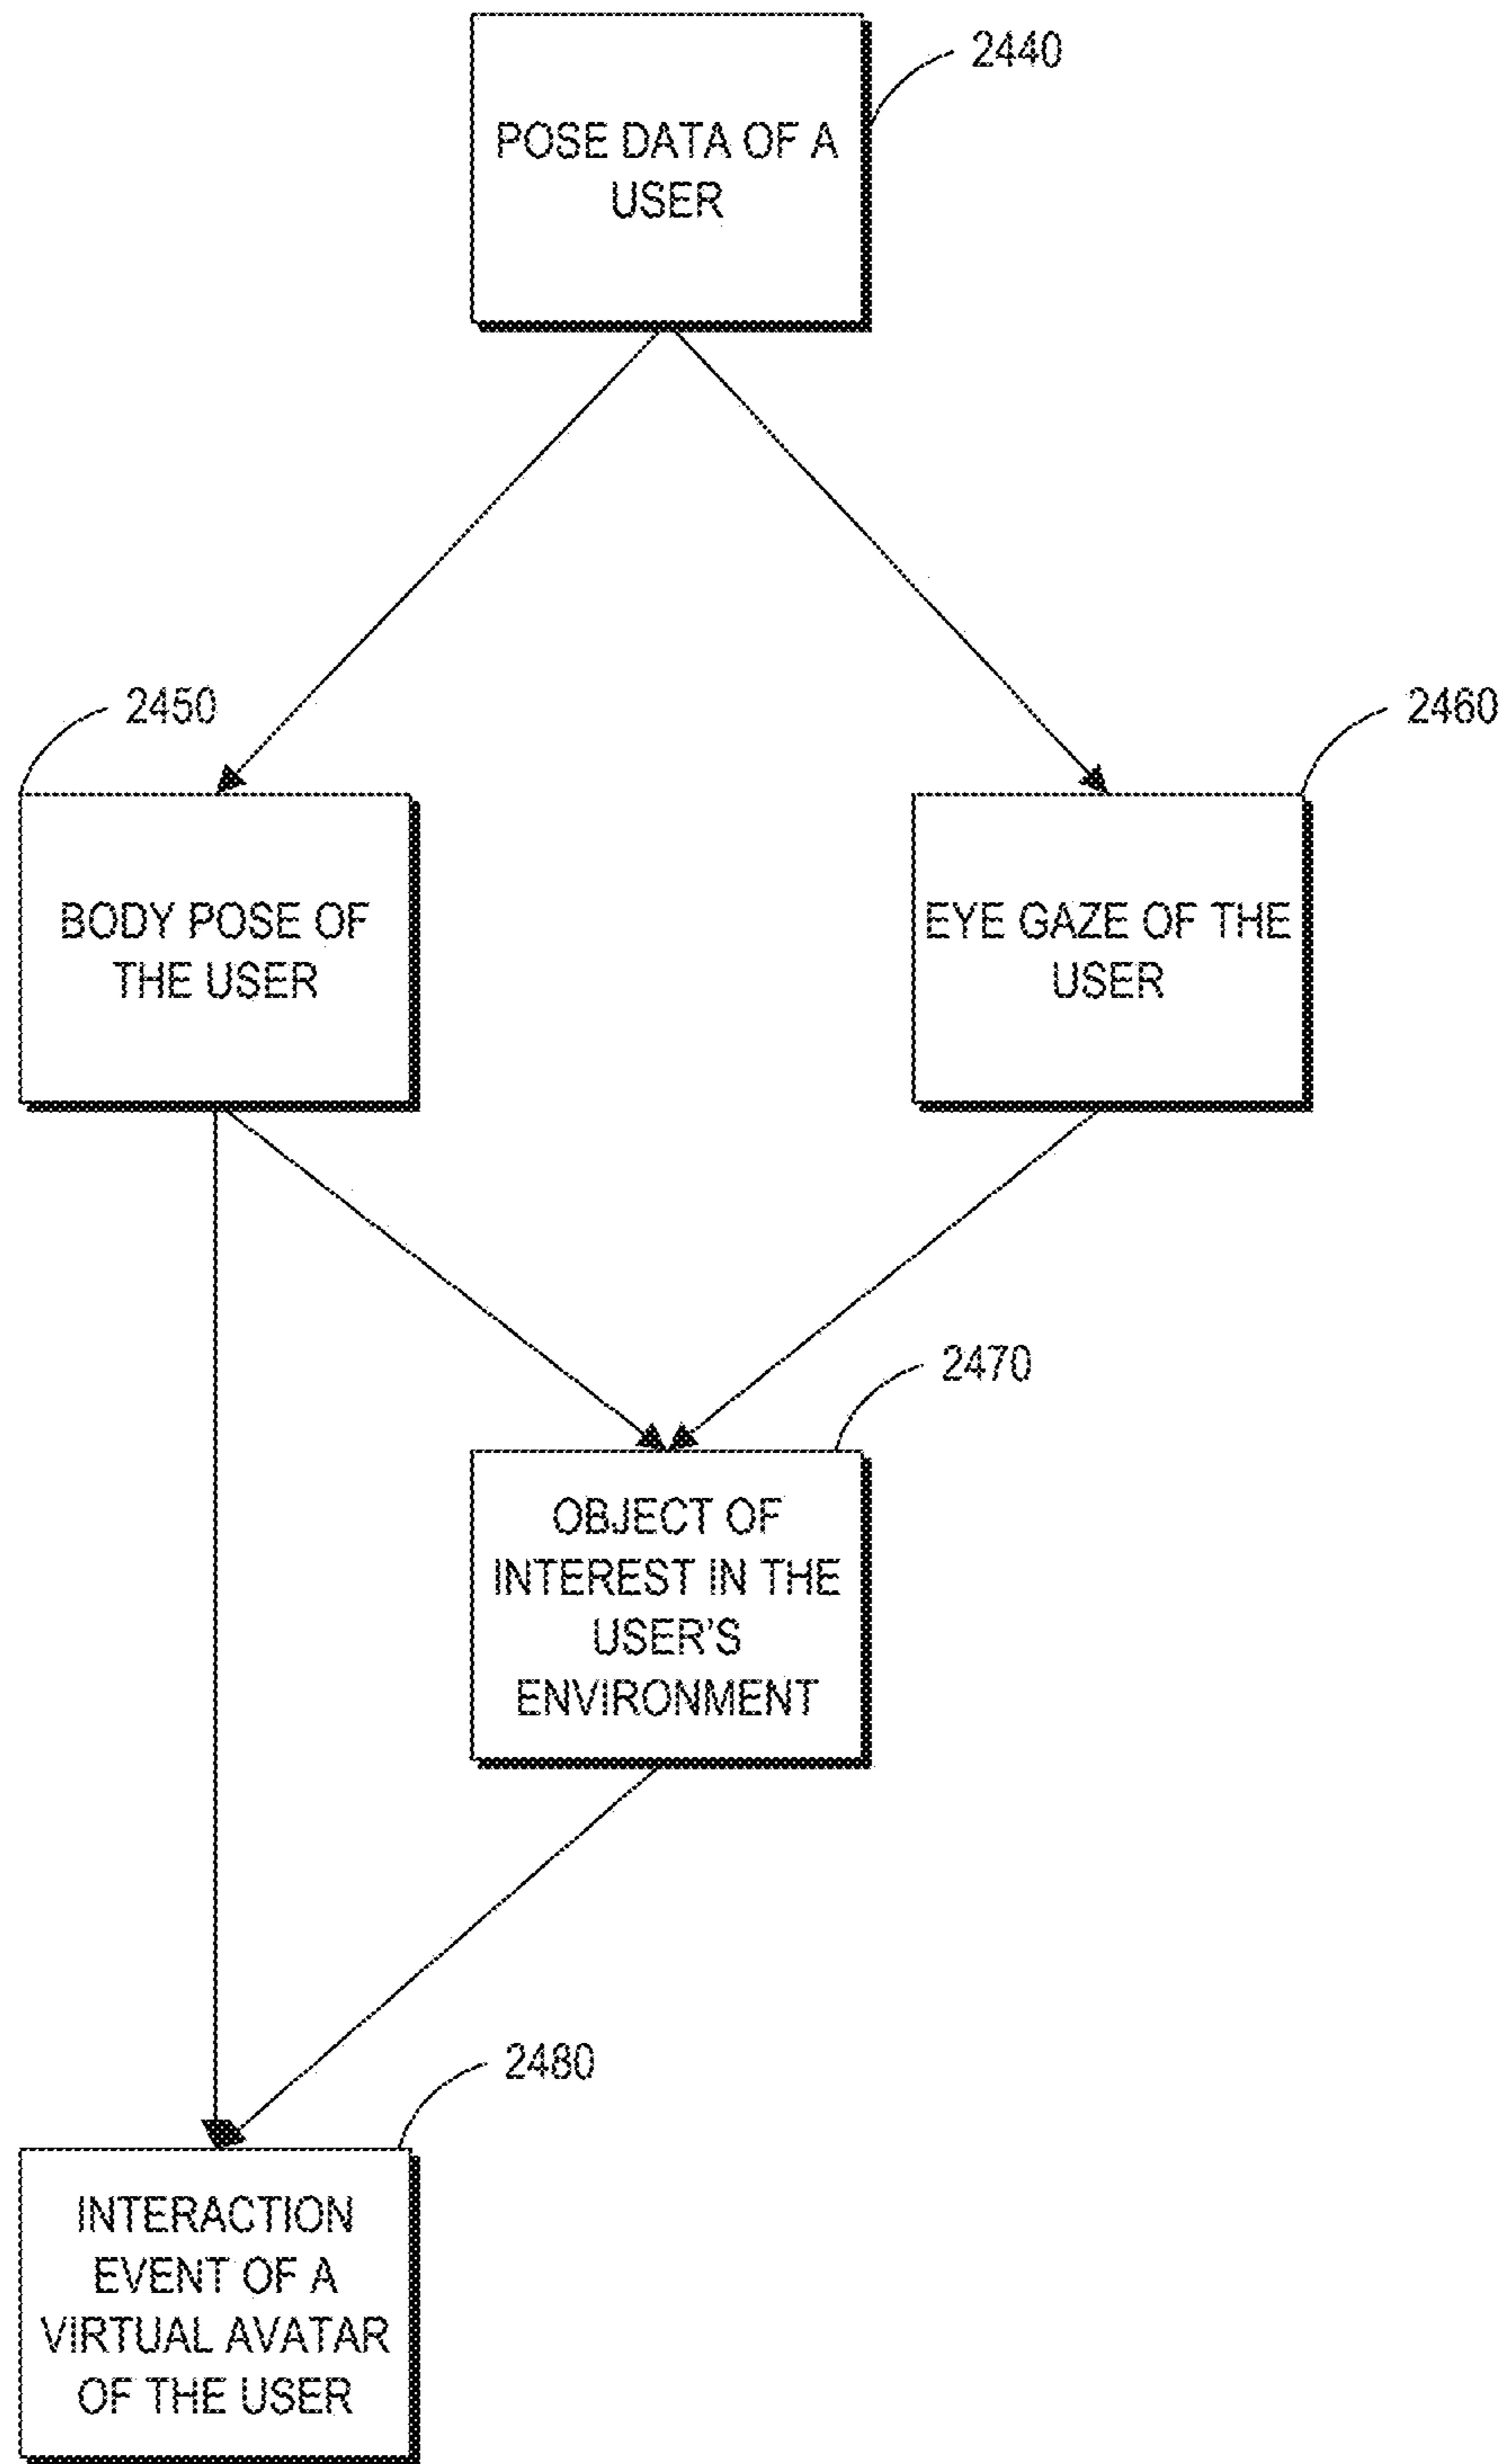 2440
POSE DATA OF A
USER
2450
2460
BODY POSE OF
THE USER
EYE GAZE OF THE
USER
2470
OBJECT OF
INTEREST IN THE
USER'S
ENVIRONMENT
2480
INTERACTION
EVENT OF A
VIRTUAL AVATAR
OF THE USER